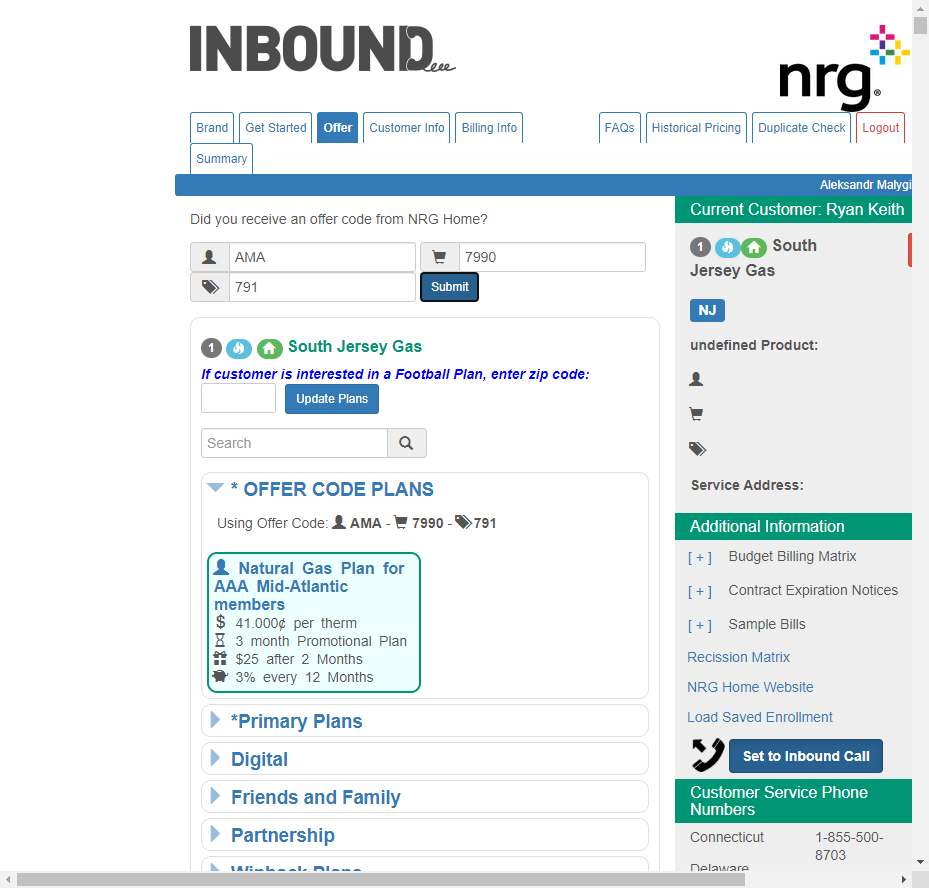 INBOUND
nrg
Brand
Get Started
Offer
Customer Info
Billing Info
FAQs
Historical Pricing
Duplicate Check
Logout
Summary
Aleksandr Malygi
Did you receive an offer code from NRG Home?
AMA
7990
791
Submit
1 South Jersey Gas
If customer is interested in a Football Plan, enter zip code:
Update Plans
Search
* OFFER CODE PLANS
Using Offer Code: AMA - 7990 - 791
Natural Gas Plan for
AAA Mid-Atlantic
members
$ 41.000¢ per therm
3 month Promotional Plan
$25 after 2 Months
3% every 12 Months
*Primary Plans
Digital
Friends and Family
Partnership
Winback Plans
Current Customer: Ryan Keith
1 South
Jersey Gas
NJ
undefined Product:
Service Address:
Additional Information
[ + ] Budget Billing Matrix
[ + ] Contract Expiration Notices
[ + ] Sample Bills
Recission Matrix
NRG Home Website
Load Saved Enrollment
Set to Inbound Call
Customer Service Phone
Numbers
Connecticut 1-855-500-
8703
Delaware